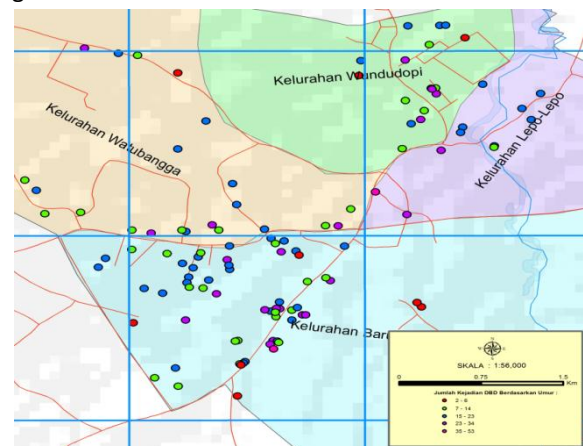 Kelurahan Wundudopi
Kelurahan Watubangga
Kelurahan Lepo-Lepo
Kelurahan Bar
SKALA : 1:56,000
0 0.75 1.5
Km
Jumlah Kejadian DBD Berdasarkan Umur :
2 - 6
7 - 14
15 - 23
23 - 34
35 - 53